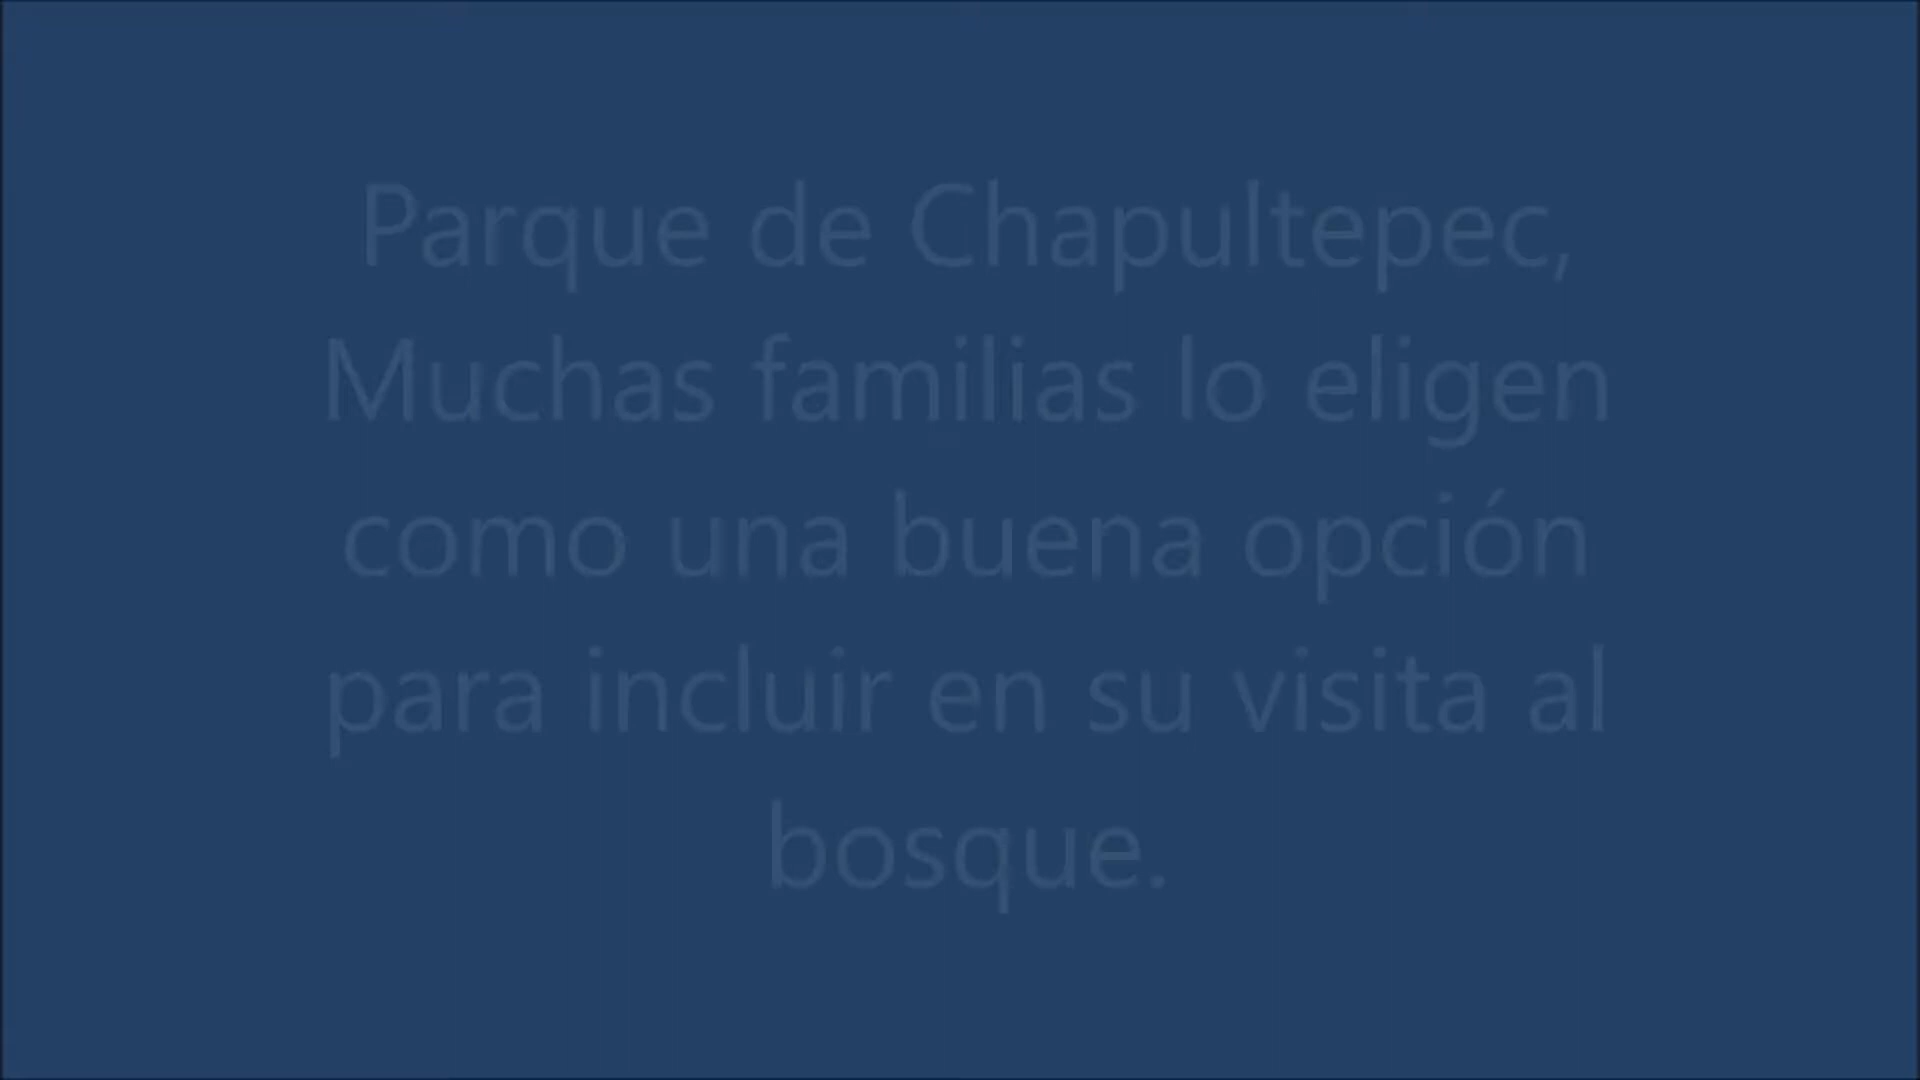 Parque de Chapultepec,
Muchas familias lo eligen
como una buena opción
para incluir en su visita al
bosque.